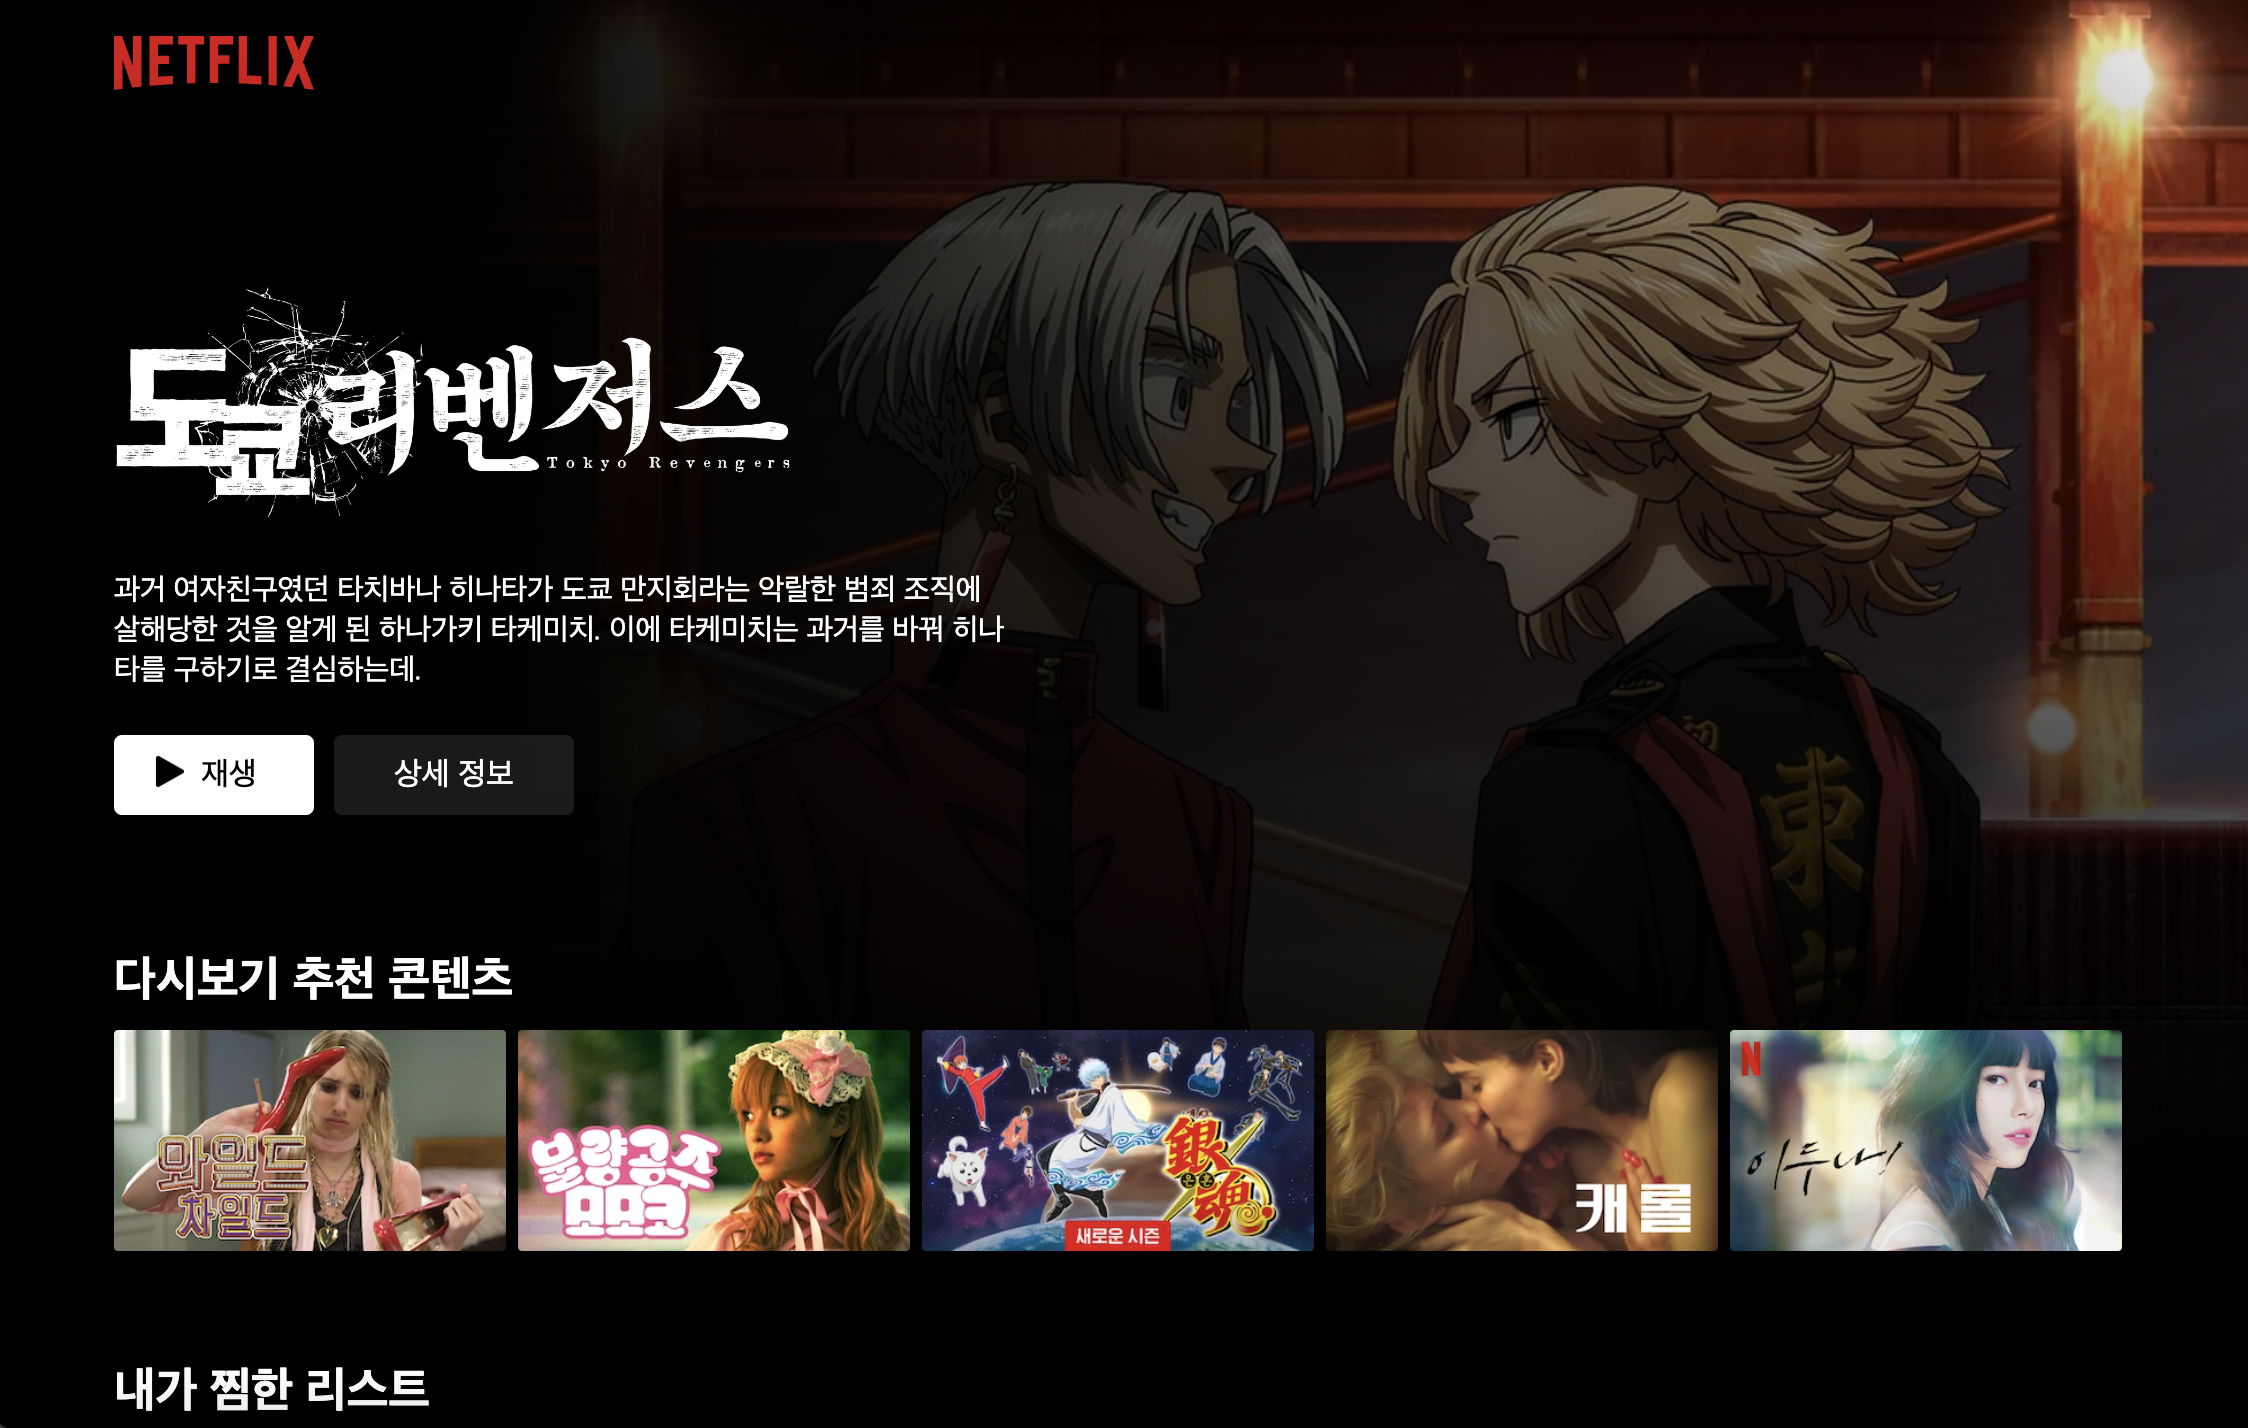 NETFLIX
도쿄 리벤저스
Tokyo Revengers
과거 여자친구였던 타치바나 히나타가 도쿄 만지회라는 악랄한 범죄 조직에
살해당한 것을 알게 된 하나가키 타케미치. 이에 타케미치는 과거를 바꿔 히나
타를 구하기로 결심하는데.
재생
상세 정보
東
다시보기 추천 콘텐츠
와일드
차일드
불량공주
모모코
銀魂
새로운 시즌
캐롤
N
이두나!
내가 찜한 리스트